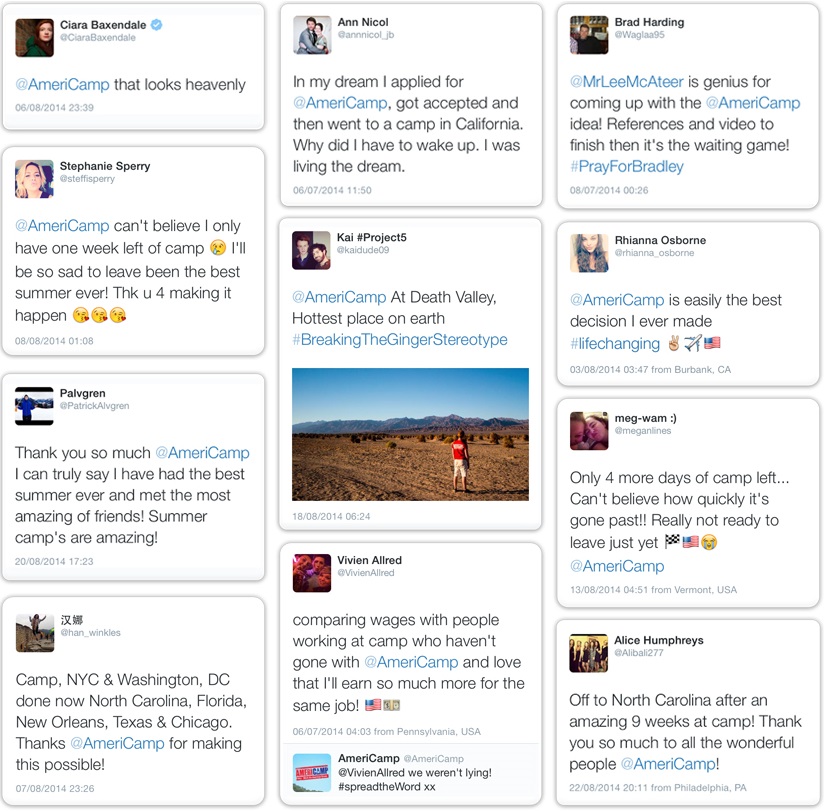 Ciara Baxendale
@CiaraBaxendale
@AmeriCamp that looks heavenly
06/08/2014 23:39
Stephanie Sperry
@steffisperry
@AmeriCamp can't believe I only
have one week left of camp 😢 I'll
be so sad to leave been the best
summer ever! Thk u 4 making it
happen 😘😘😘
08/08/2014 01:08
Palvgren
@PatrickAlvgren
Thank you so much @AmeriCamp
I can truly say I have had the best
summer ever and met the most
amazing of friends! Summer
camp's are amazing!
20/08/2014 17:23
汉娜
@han_winkles
Camp, NYC & Washington, DC
done now North Carolina, Florida,
New Orleans, Texas & Chicago.
Thanks @AmeriCamp for making
this possible!
07/08/2014 23:26
Ann Nicol
@annnicol_jb
In my dream I applied for
@AmeriCamp, got accepted and
then went to a camp in California.
Why did I have to wake up. I was
living the dream.
06/07/2014 11:50
Kai #Project5
@kaidude09
@AmeriCamp At Death Valley,
Hottest place on earth
#BreakingTheGingerStereotype
18/08/2014 06:24
Vivien Allred
@VivienAllred
comparing wages with people
working at camp who haven't
gone with @AmeriCamp and love
that I'll earn so much more for the
same job! 🇺🇸💵
06/07/2014 04:03 from Pennsylvania, USA
AMERICAMP
AmeriCamp @AmeriCamp
@VivienAllred we weren't lying!
#spreadtheWord xx
Brad Harding
@Waglaa95
@MrLeeMcAteer is genius for
coming up with the @AmeriCamp
idea! References and video to
finish then it's the waiting game!
#PrayForBradley
08/07/2014 00:26
Rhianna Osborne
@rhianna_osborne
@AmeriCamp is easily the best
decision I ever made
#lifechanging ✌✈🇺🇸
03/08/2014 03:47 from Burbank, CA
meg-wam :)
@meganlines
Only 4 more days of camp left...
Can't believe how quickly it's
gone past!! Really not ready to
leave just yet 🏁🇺🇸😭
@AmeriCamp
13/08/2014 04:51 from Vermont, USA
Alice Humphreys
@Alibali277
Off to North Carolina after an
amazing 9 weeks at camp! Thank
you so much to all the wonderful
people @AmeriCamp!
22/08/2014 20:11 from Philadelphia, PA